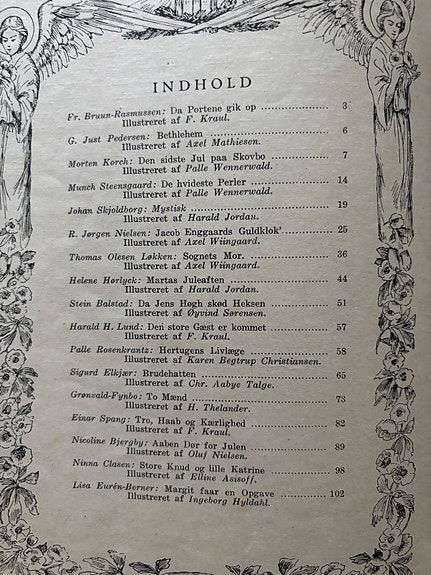 INDHOLD
Fr. Bruun-Rasmussen: Da Portene gik op ........................ 3
Illustreret af F. Kraul.
G. Just Pedersen: Bethlehem ........................ 6
Illustreret af Axel Mathiesen.
Morten Korch: Den sidste Jul paa Skovbo ........................ 7
Illustreret af Palle Wennerwald.
Munch Steensgaard: De hvideste Perler ........................ 14
Illustreret af Palle Wennerwald.
Johan Skjoldborg: Mystisk ........................ 19
Illustreret af Harald Jordan.
R. Jørgen Nielsen: Jacob Enggaards Guldklok' ........................ 25
Illustreret af Axel Wiingaard.
Thomas Olesen Løkken: Sognets Mor. ........................ 36
Illustreret af Axel Wiingaard.
Helene Hørlyck: Martas Juleaften ........................ 44
Illustreret af Harald Jordan.
Stein Balstad: Da Jens Høgh skød Heksen ........................ 51
Illustreret af Øyvind Sørensen.
Harald H. Lund: Den store Gæst er kommet ........................ 57
Illustreret af F. Kraul.
Palle Rosenkrantz: Hertugens Livlæge ........................ 58
Illustreret af Karen Begtrup Christiansen.
Sigurd Elkjær: Brudehatten ........................ 65
Illustreret af Chr. Aabye Talge.
Grønvald-Fynbo: To Mænd ........................ 73
Illustreret af H. Thelander.
Einar Spang: Tro, Haab og Kærlighed ........................ 82
Illustreret af F. Kraul.
Nicoline Bjergby: Aaben Dør for Julen ........................ 89
Illustreret af Oluf Nielsen.
Ninna Clasen: Store Knud og lille Katrine ........................ 98
Illustreret af Elline Asisoff.
Lisa Eurén-Berner: Margit faar en Opgave ........................ 102
Illustreret af Ingeborg Hyldahl.